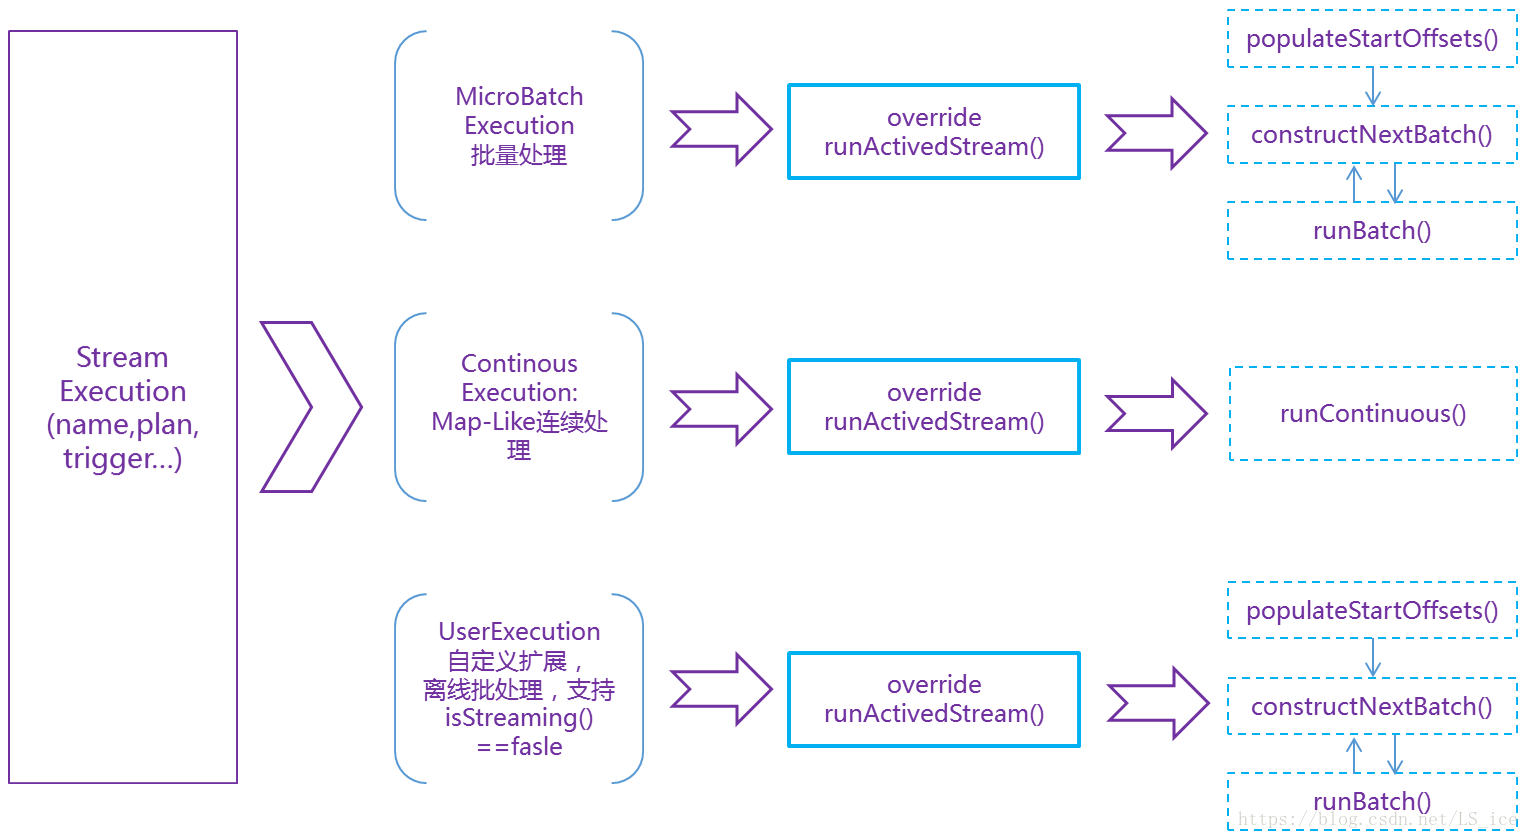 Stream
Execution
(name,plan,
trigger...)
MicroBatch
Execution
批量处理
override
runActivedStream()
populateStartOffsets()
constructNextBatch()
runBatch()
Continous
Execution:
Map-Like连续处
理
override
runActivedStream()
runContinuous()
UserExecution
自定义扩展，
离线批处理，支持
isStreaming()
==fasle
override
runActivedStream()
populateStartOffsets()
constructNextBatch()
runBatch()
https://blog.csdn.net/LS_ice